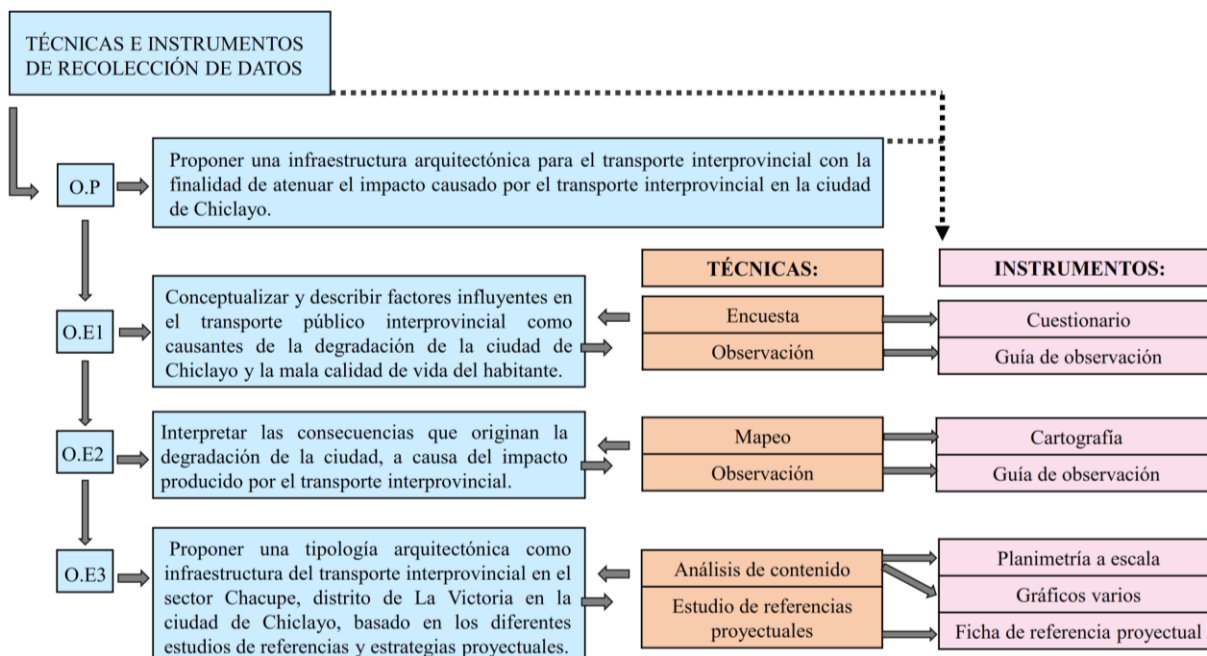 TÉCNICAS E INSTRUMENTOS
DE RECOLECCIÓN DE DATOS
O.P
Proponer una infraestructura arquitectónica para el transporte interprovincial con la
finalidad de atenuar el impacto causado por el transporte interprovincial en la ciudad
de Chiclayo.
TÉCNICAS:
INSTRUMENTOS:
O.E1
Conceptualizar y describir factores influyentes en
el transporte público interprovincial como
causantes de la degradación de la ciudad de
Chiclayo y la mala calidad de vida del habitante.
Encuesta
Cuestionario
Observación
Guía de observación
O.E2
Interpretar las consecuencias que originan la
degradación de la ciudad, a causa del impacto
producido por el transporte interprovincial.
Mapeo
Cartografía
Observación
Guía de observación
O.E3
Proponer una tipología arquitectónica como
infraestructura del transporte interprovincial en el
sector Chacupe, distrito de La Victoria en la
ciudad de Chiclayo, basado en los diferentes
estudios de referencias y estrategias proyectuales.
Análisis de contenido
Planimetría a escala
Gráficos varios
Estudio de referencias
proyectuales
Ficha de referencia proyectual